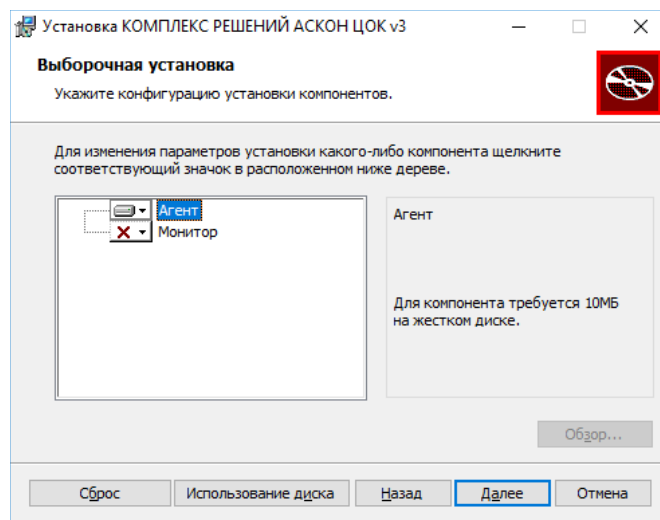 Установка КОМПЛЕКС РЕШЕНИЙ АСКОН ЦОК v3
Выборочная установка
Укажите конфигурацию установки компонентов.
Для изменения параметров установки какого-либо компонента щелкните
соответствующий значок в расположенном ниже дереве.
Агент
Монитор
Агент
Для компонента требуется 10МБ
на жестком диске.
Обзор...
Сброс
Использование диска
Назад
Далее
Отмена